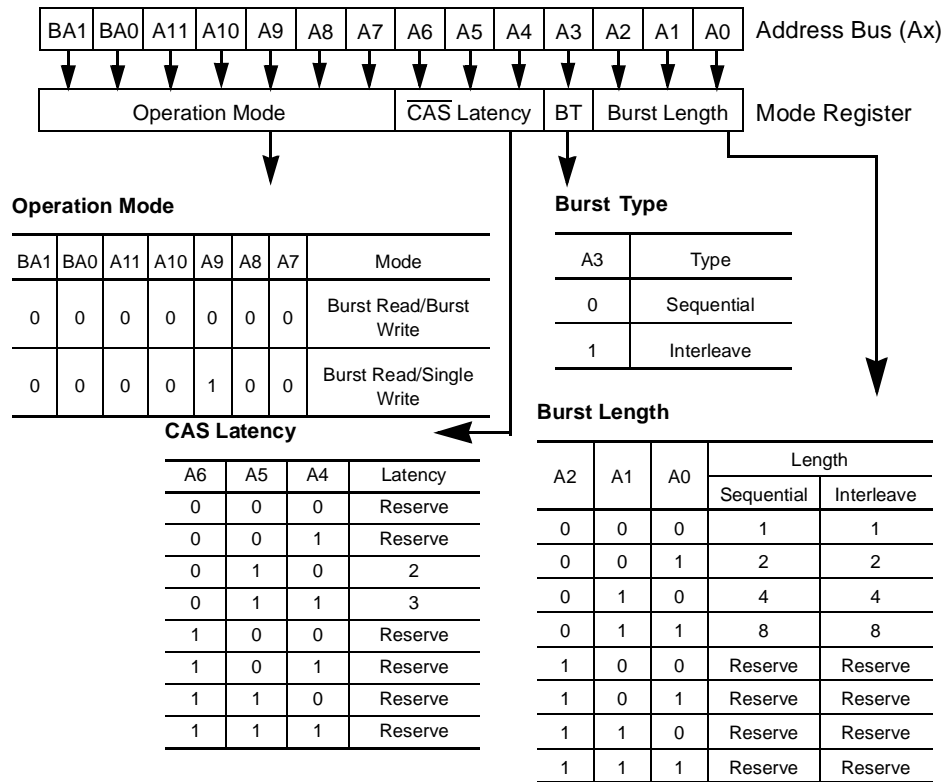 BA1 BA0 A11 A10 A9 A8 A7 A6 A5 A4 A3 A2 A1 A0 Address Bus (Ax)
Operation Mode CAS Latency BT Burst Length Mode Register
Operation Mode
BA1 BA0 A11 A10 A9 A8 A7 Mode
0 0 0 0 0 0 0 Burst Read/Burst
Write
0 0 0 0 1 0 0 Burst Read/Single
Write
Burst Type
A3 Type
0 Sequential
1 Interleave
CAS Latency
A6 A5 A4 Latency
0 0 0 Reserve
0 0 1 Reserve
0 1 0 2
0 1 1 3
1 0 0 Reserve
1 0 1 Reserve
1 1 0 Reserve
1 1 1 Reserve
Burst Length
A2 A1 A0 Length
Sequential Interleave
0 0 0 1 1
0 0 1 2 2
0 1 0 4 4
0 1 1 8 8
1 0 0 Reserve Reserve
1 0 1 Reserve Reserve
1 1 0 Reserve Reserve
1 1 1 Reserve Reserve